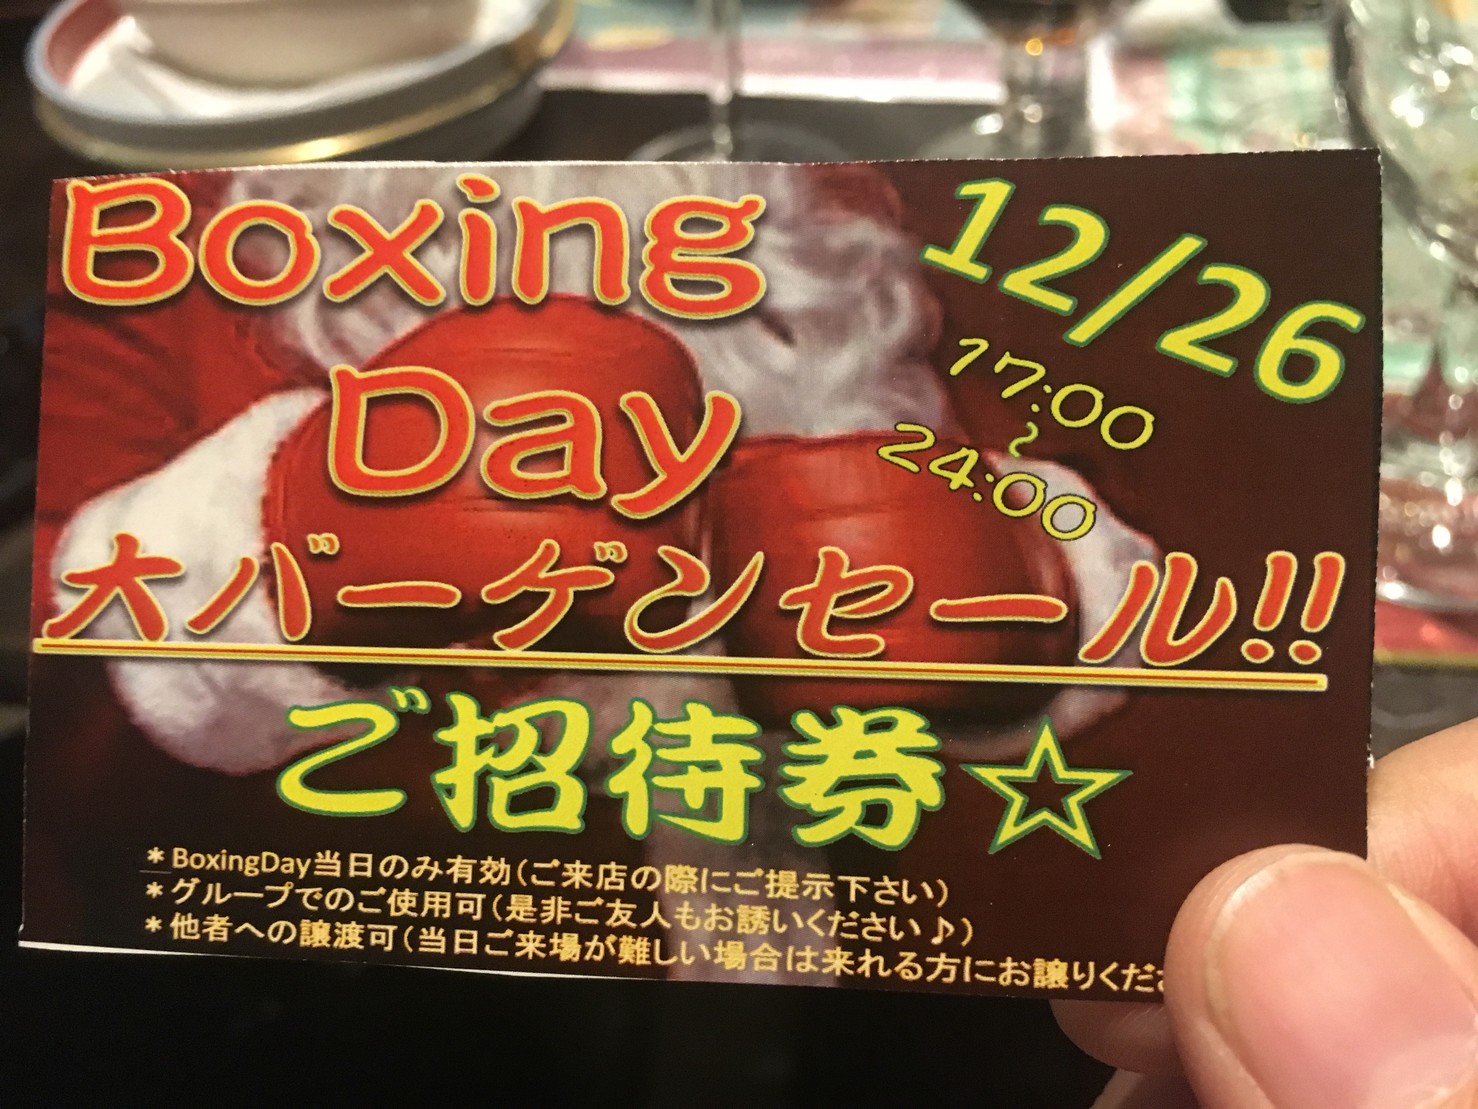 Boxing
Day
12/26
17:00
~
24:00
大バーゲンセール!!
ご招待券☆
*BoxingDay当日のみ有効(ご来店の際にご提示下さい)
*グループでのご使用可(是非ご友人もお誘いください♪)
*他者への譲渡可(当日ご来場が難しい場合は来れる方にお譲りくださ